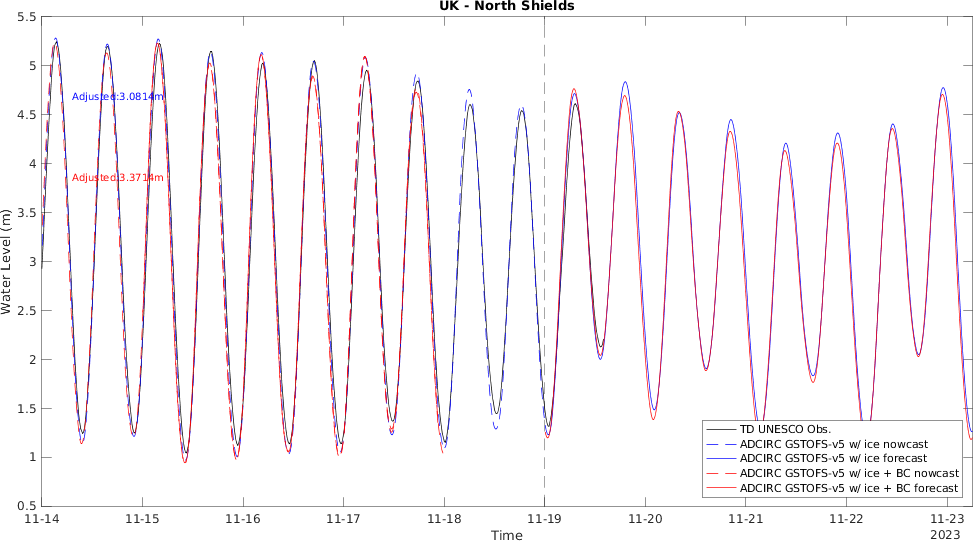 UK - North Shields
5.5
5
4.5
4
3.5
3
2.5
2
1.5
1
0.5
Water Level (m)
Adjusted:3.0814m
Adjusted:3.3714m
TD UNESCO Obs.
ADCIRC GSTOFS-v5 w/ ice nowcast
ADCIRC GSTOFS-v5 w/ ice forecast
ADCIRC GSTOFS-v5 w/ ice + BC nowcast
ADCIRC GSTOFS-v5 w/ ice + BC forecast
11-14 11-15 11-16 11-17 11-18 11-19 11-20 11-21 11-22 11-23
2023
Time